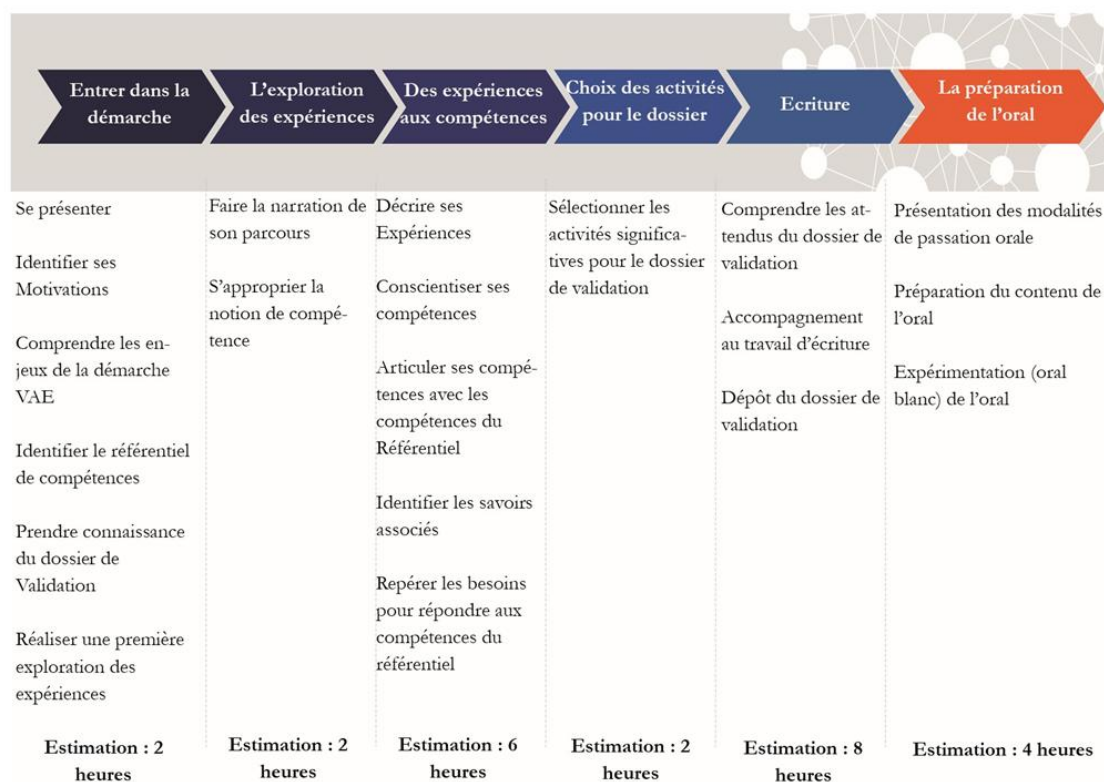 Entrer dans la
démarche
L'exploration
des expériences
Des expériences
aux compétences
Choix des activités
pour le dossier
Ecriture
La préparation
de l'oral
Se présenter
Identifier ses
Motivations
Comprendre les en-
jeux de la démarche
VAE
Identifier le référentiel
de compétences
Prendre connaissance
du dossier de
Validation
Réaliser une première
exploration des
expériences
Estimation : 2
heures
Faire la narration de
son parcours
S'approprier la
notion de compé-
tence
Estimation : 2
heures
Décrire ses
Expériences
Conscientiser ses
compétences
Articuler ses compé-
tences avec les
compétences du
Référentiel
Identifier les savoirs
associés
Repérer les besoins
pour répondre aux
compétences du
référentiel
Estimation : 6
heures
Sélectionner les
activités significa-
tives pour le dossier
de validation
Estimation : 2
heures
Comprendre les at-
tendus du dossier de
validation
Accompagnement
au travail d'écriture
Dépôt du dossier de
validation
Estimation : 8
heures
Présentation des modalités
de passation orale
Préparation du contenu de
l'oral
Expérimentation (oral
blanc) de l'oral
Estimation : 4 heures